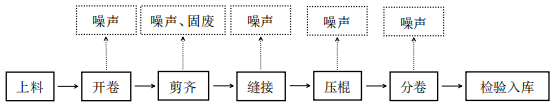 噪声 噪声、固废 噪声 噪声 噪声
上料 开卷 剪齐 缝接 压棍 分卷 检验入库